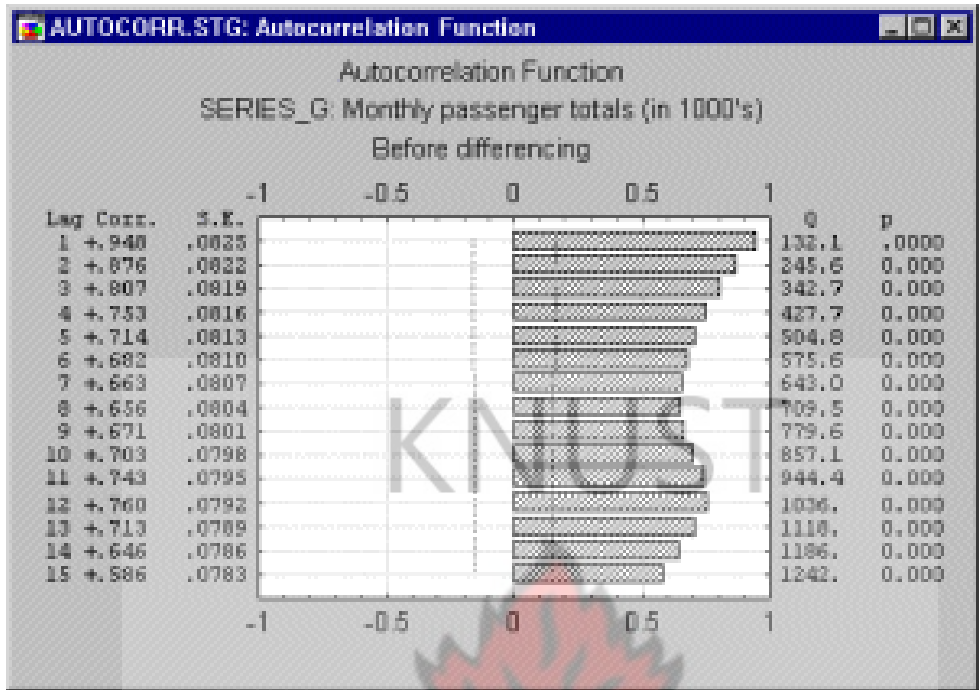 AUTOCORR.STG: Autocorrelation Function
Autocorrelation Function
SERIES_G: Monthly passenger totals (in 1000's)
Before differencing
-1 -0.5 0 0.5 1
Lag Corr. S.E. Q p
1 +.948 .0825 132.1 .0000
2 +.876 .0822 245.6 0.000
3 +.807 .0819 342.7 0.000
4 +.753 .0816 427.7 0.000
5 +.714 .0813 504.8 0.000
6 +.682 .0810 575.6 0.000
7 +.663 .0807 643.0 0.000
8 +.656 .0804 709.5 0.000
9 +.671 .0801 779.6 0.000
10 +.703 .0798 857.1 0.000
11 +.743 .0795 944.4 0.000
12 +.760 .0792 1036. 0.000
13 +.713 .0789 1118. 0.000
14 +.646 .0786 1186. 0.000
15 +.586 .0783 1242. 0.000
-1 -0.5 0 0.5 1
KNUST